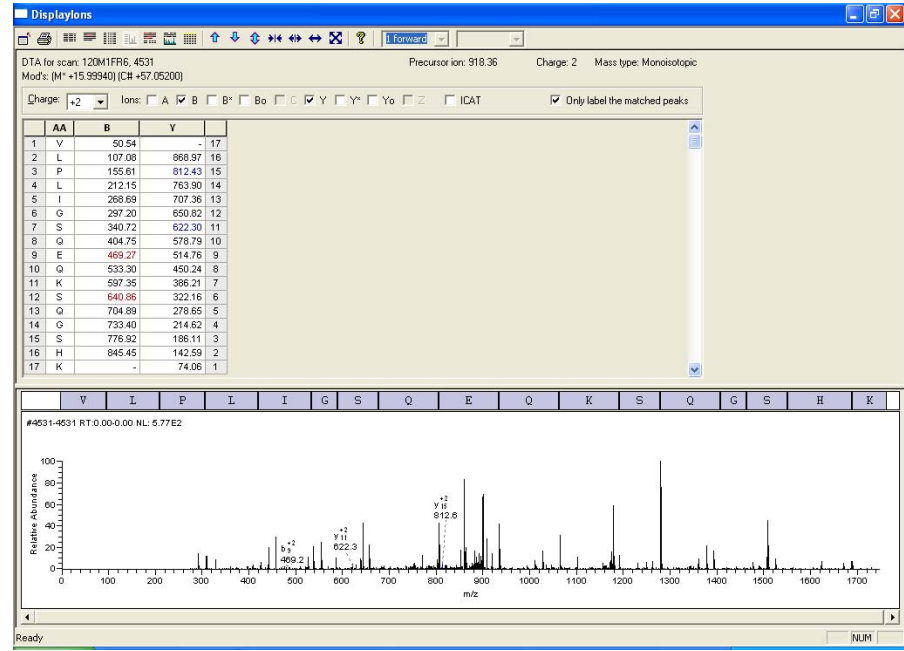 DisplayIons
1 forward
DTA for scan: 120M1FR6, 4531 Precursor ion: 918.36 Charge: 2 Mass type: Monoisotopic
Mod's: (M* +15.99940) (C# +57.05200)
Charge: +2 Ions: A B B* Bo C Y Y* Yo Z ICAT Only label the matched peaks
AA B Y
1 V 50.54 - 17
2 L 107.08 868.97 16
3 P 155.61 812.43 15
4 L 212.15 763.90 14
5 I 268.69 707.36 13
6 G 297.20 650.82 12
7 S 340.72 622.30 11
8 Q 404.75 578.79 10
9 E 469.27 514.76 9
10 Q 533.30 450.24 8
11 K 597.35 386.21 7
12 S 640.86 322.16 6
13 Q 704.89 278.65 5
14 G 733.40 214.62 4
15 S 776.92 186.11 3
16 H 845.45 142.59 2
17 K - 74.06 1
V L P L I G S Q E Q K S Q G S H K
#4531-4531 RT:0.00-0.00 NL: 5.77E2
Relative Abundance
100
80
60
40
20
0
b 9 +2
469.2
y 11 +2
622.3
y 15 +2
812.6
0 100 200 300 400 500 600 700 800 900 1000 1100 1200 1300 1400 1500 1600 1700
m/z
Ready NUM